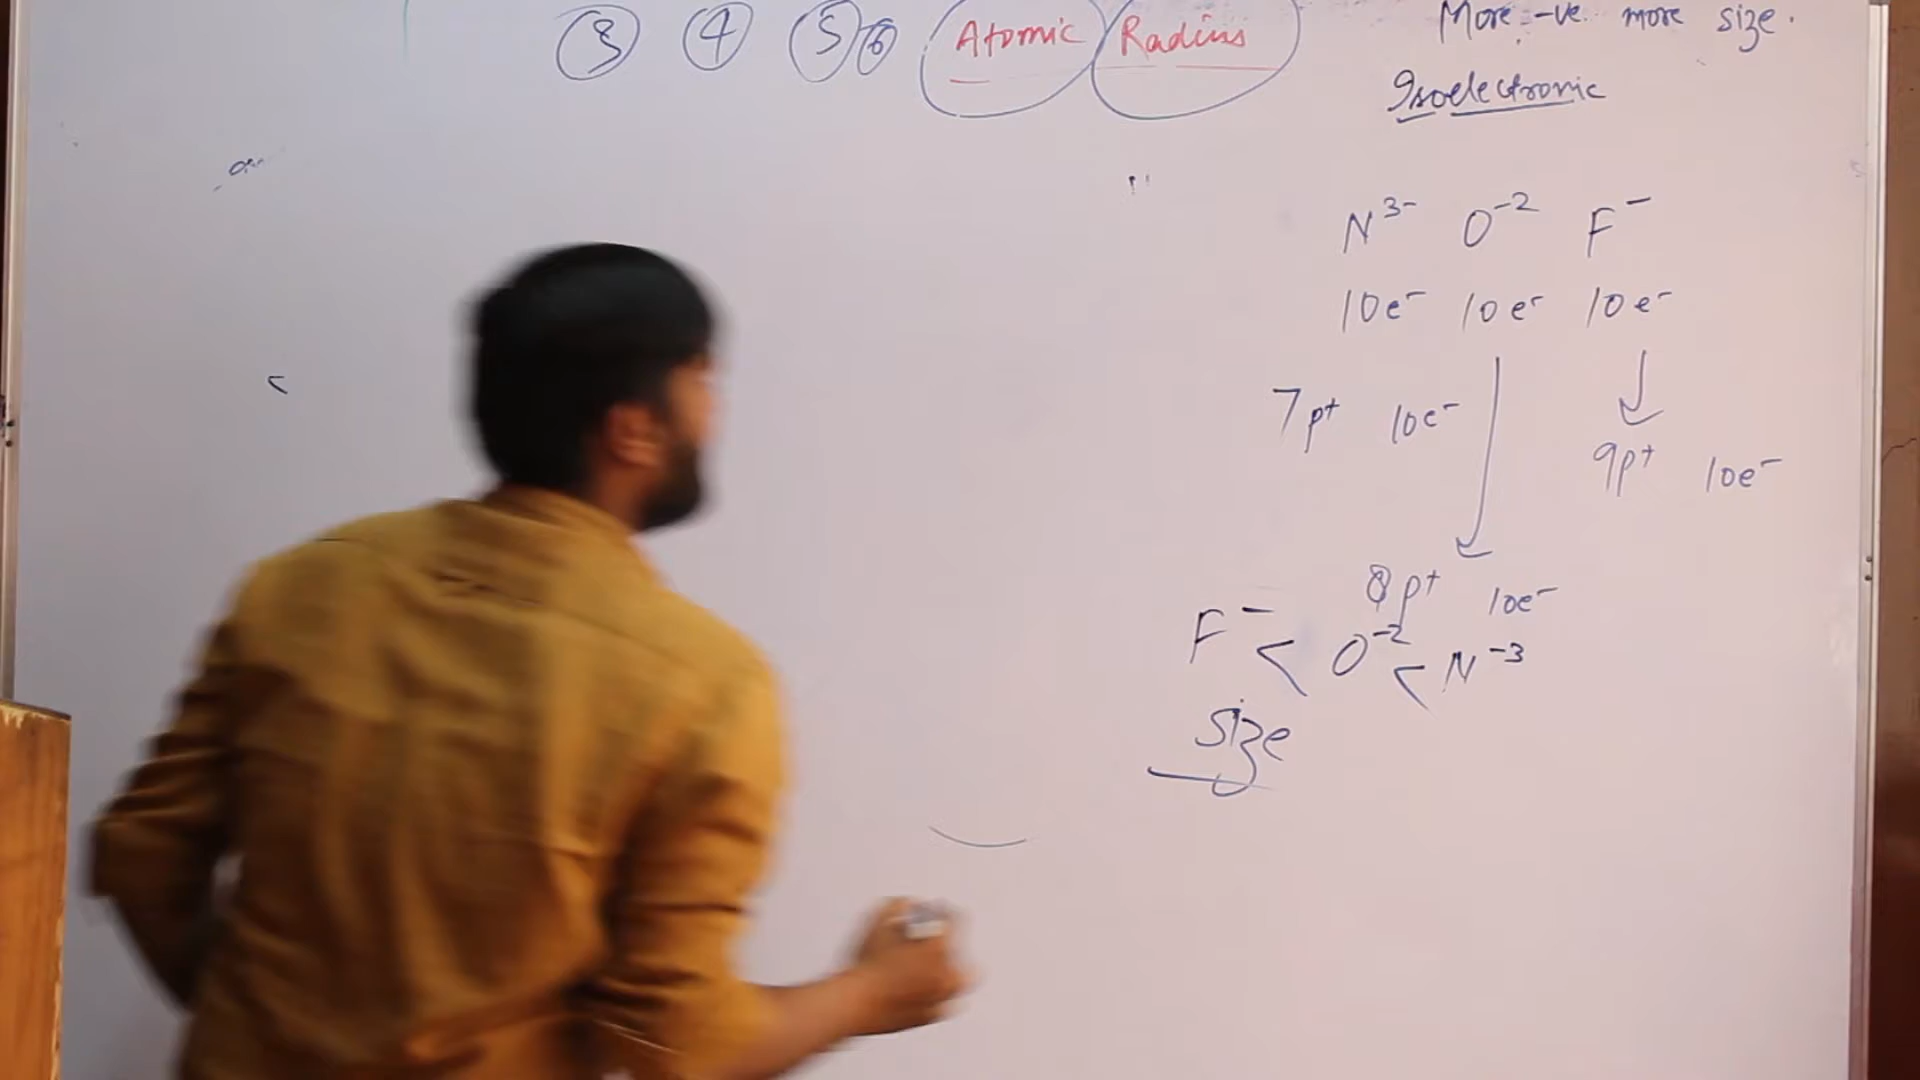 3 4 5 6 Atomic Radius
More -ve more size.
Isoelectronic
N³⁻ O⁻² F⁻
10e⁻ 10e⁻ 10e⁻
7p⁺ 10e⁻
9p⁺ 10e⁻
8p⁺ 10e⁻
F⁻ < O⁻² < N⁻³
Size